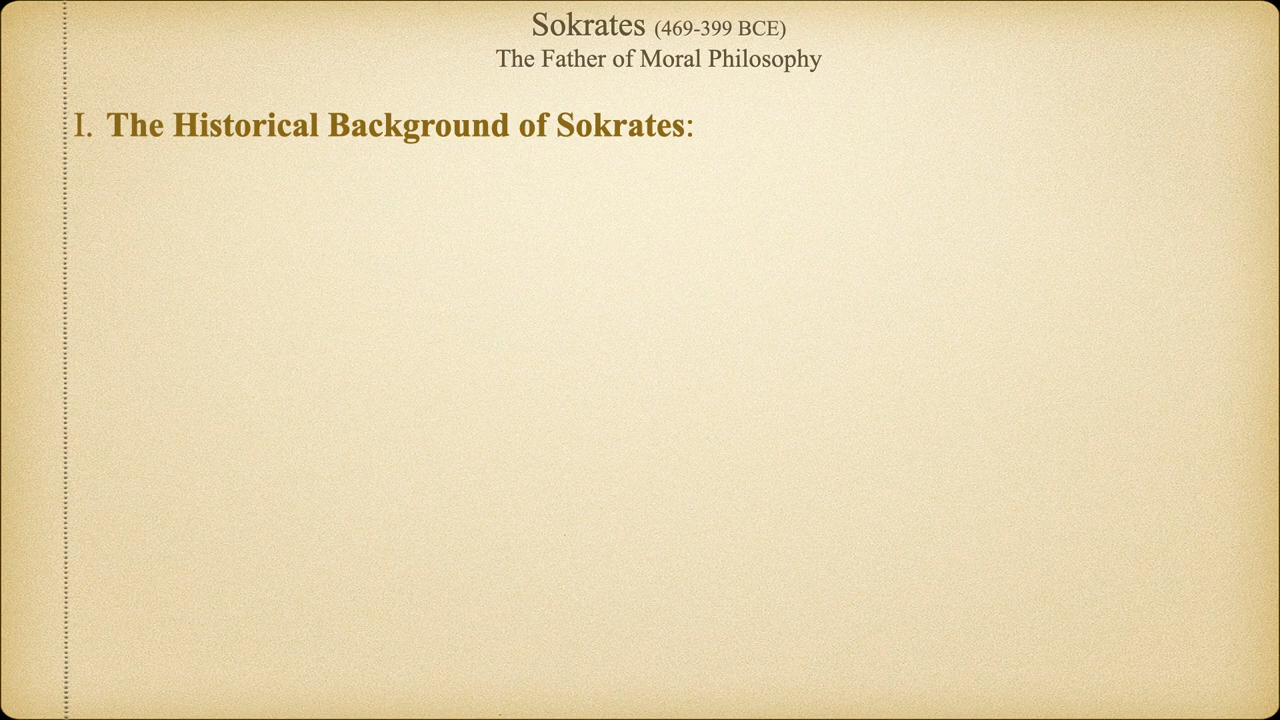 Sokrates (469-399 BCE)
The Father of Moral Philosophy
I. The Historical Background of Sokrates: